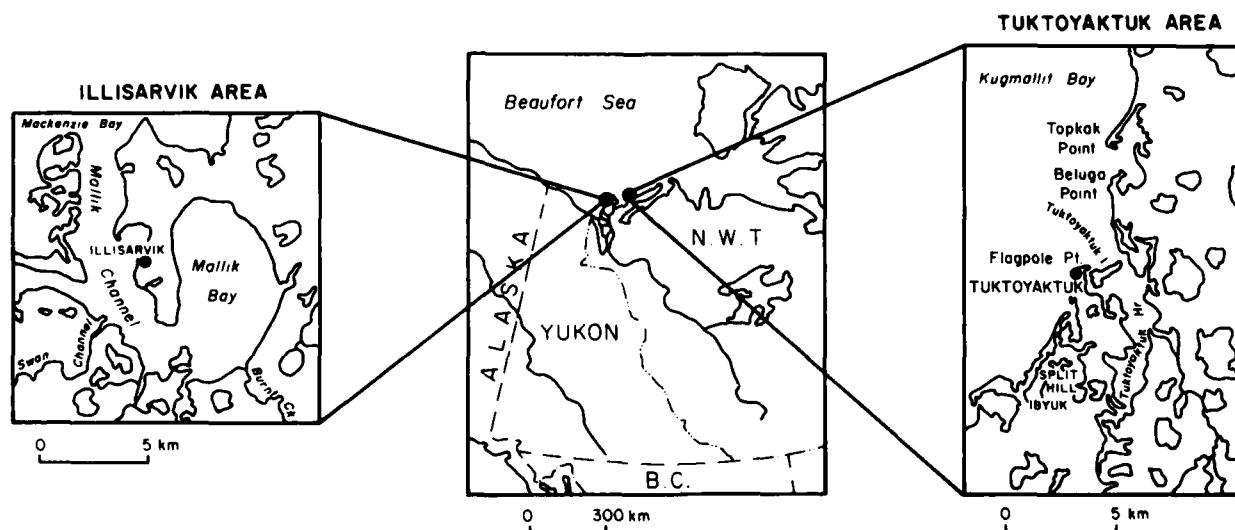 ILLISARVIK AREA
Mackenzie Bay
Mallik
ILLISARVIK
Mallik
Bay
Channel
Swan
Channel
Burnt Ck.
0 5 km
Beaufort Sea
N.W.T
ALASKA
YUKON
B.C.
0 300 km
TUKTOYAKTUK AREA
Kugmallit Bay
Topkak
Point
Beluga
Point
Tuktoyaktuk I
Flagpole Pt.
TUKTOYAKTUK
Tuktoyaktuk Hr
SPLIT
HILL
IBYUK
0 5 km